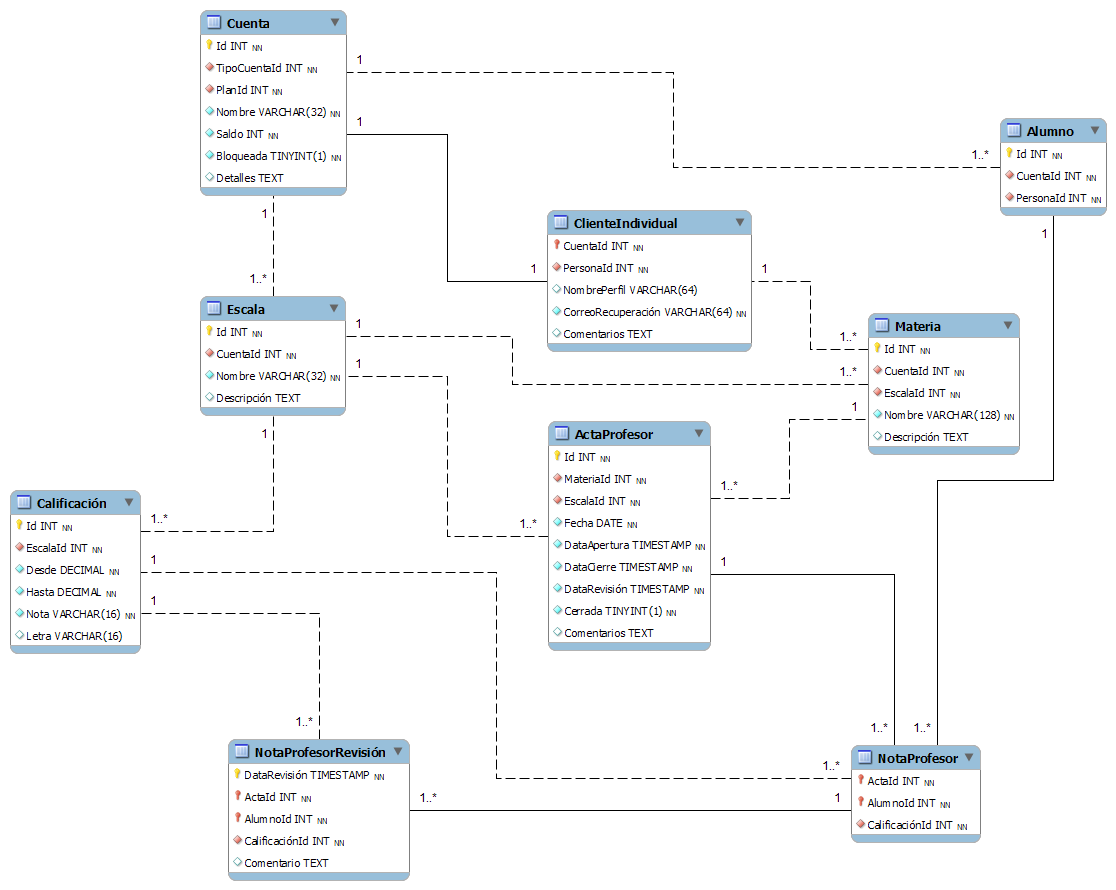 Cuenta
Id INT NN
TipoCuentaId INT NN
PlanId INT NN
Nombre VARCHAR(32) NN
Saldo INT NN
Bloqueada TINYINT(1) NN
Detalles TEXT
1
1
1
1..*
1..*
Alumno
Id INT NN
CuentaId INT NN
PersonaId INT NN
1
ClienteIndividual
CuentaId INT NN
PersonaId INT NN
NombrePerfil VARCHAR(64)
CorreoRecuperación VARCHAR(64) NN
Comentarios TEXT
1
1
Escala
Id INT NN
CuentaId INT NN
Nombre VARCHAR(32) NN
Descripción TEXT
1
1
1
1..*
1..*
1
Materia
Id INT NN
CuentaId INT NN
EscalaId INT NN
Nombre VARCHAR(128) NN
Descripción TEXT
ActaProfesor
Id INT NN
MateriaId INT NN
EscalaId INT NN
Fecha DATE NN
DataApertura TIMESTAMP NN
DataCierre TIMESTAMP NN
DataRevisión TIMESTAMP NN
Cerrada TINYINT(1) NN
Comentarios TEXT
1..*
1..*
1
Calificación
Id INT NN
EscalaId INT NN
Desde DECIMAL NN
Hasta DECIMAL NN
Nota VARCHAR(16) NN
Letra VARCHAR(16)
1..*
1
1
1..*
1..*
1..*
1..*
NotaProfesorRevisión
DataRevisión TIMESTAMP NN
ActaId INT NN
AlumnoId INT NN
CalificaciónId INT NN
Comentario TEXT
1..*
1
NotaProfesor
ActaId INT NN
AlumnoId INT NN
CalificaciónId INT NN